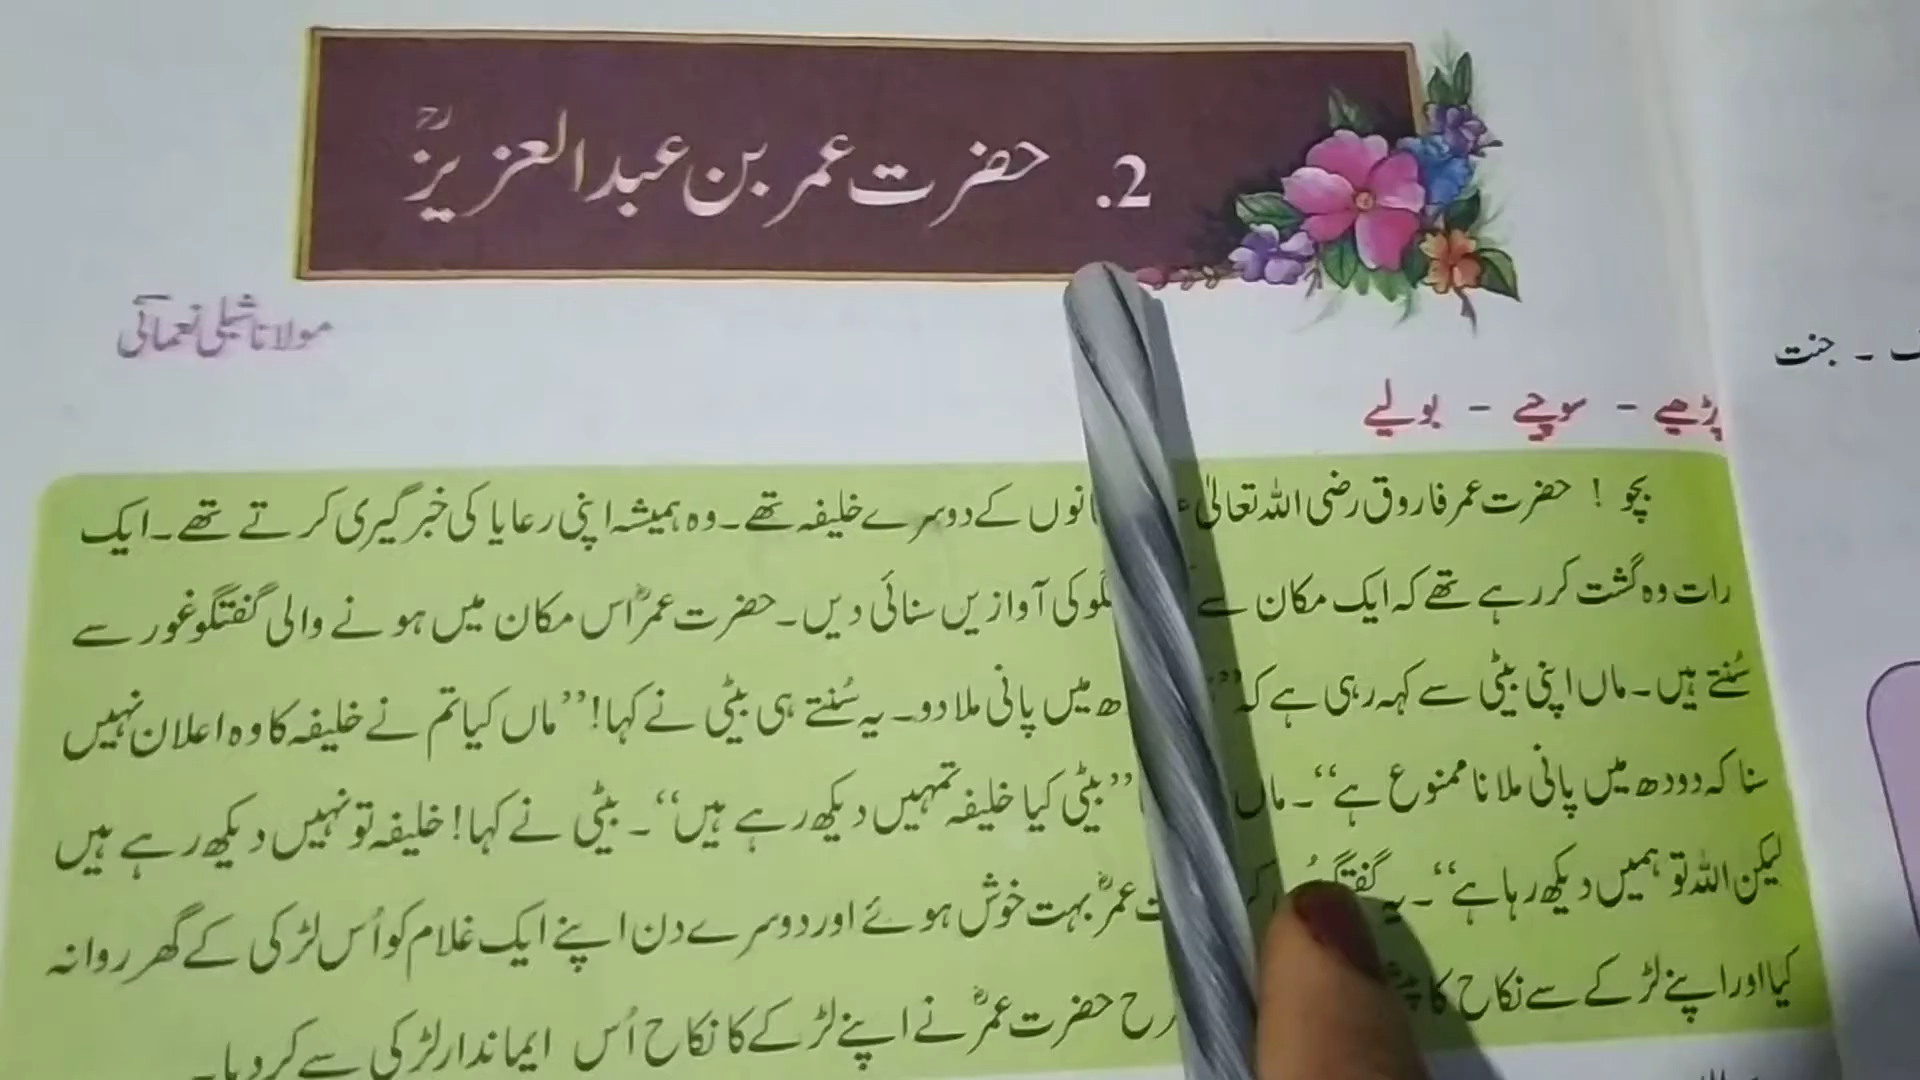 2. حضرت عمر بن عبدالعزیزؒ
مولانا شبلی نعمانیؒ
پڑھیے - سوچیے - بولیے
بچو ! حضرت عمر فاروق رضی اللہ تعالیٰ انوں کے دوسرے خلیفہ تھے۔ وہ ہمیشہ اپنی رعایا کی خبر گیری کرتے تھے۔ ایک
رات وہ گشت کر رہے تھے کہ ایک مکان سے گو کی آوازیں سنائی دیں۔ حضرت عمرؓ اس مکان میں ہونے والی گفتگو غور سے
سُنتے ہیں۔ ماں اپنی بیٹی سے کہہ رہی ہے کہ ’’ ھ میں پانی ملا دو۔ یہ سُنتے ہی بیٹی نے کہا! ’’ماں کیا تم نے خلیفہ کا وہ اعلان نہیں
سنا کہ دودھ میں پانی ملانا ممنوع ہے‘‘۔ ماں ’’بیٹی کیا خلیفہ تمہیں دیکھ رہے ہیں‘‘۔ بیٹی نے کہا! خلیفہ تو نہیں دیکھ رہے ہیں
لیکن اللہ تو ہمیں دیکھ رہا ہے‘‘۔ یہ گفتگو ت عمرؓ بہت خوش ہوئے اور دوسرے دن اپنے ایک غلام کو اُس لڑکی کے گھر روانہ
کیا اور اپنے لڑکے سے نکاح کا رح حضرت عمرؓ نے اپنے لڑکے کا نکاح اُس ایماندار لڑکی سے کر دیا۔
ـ جنت